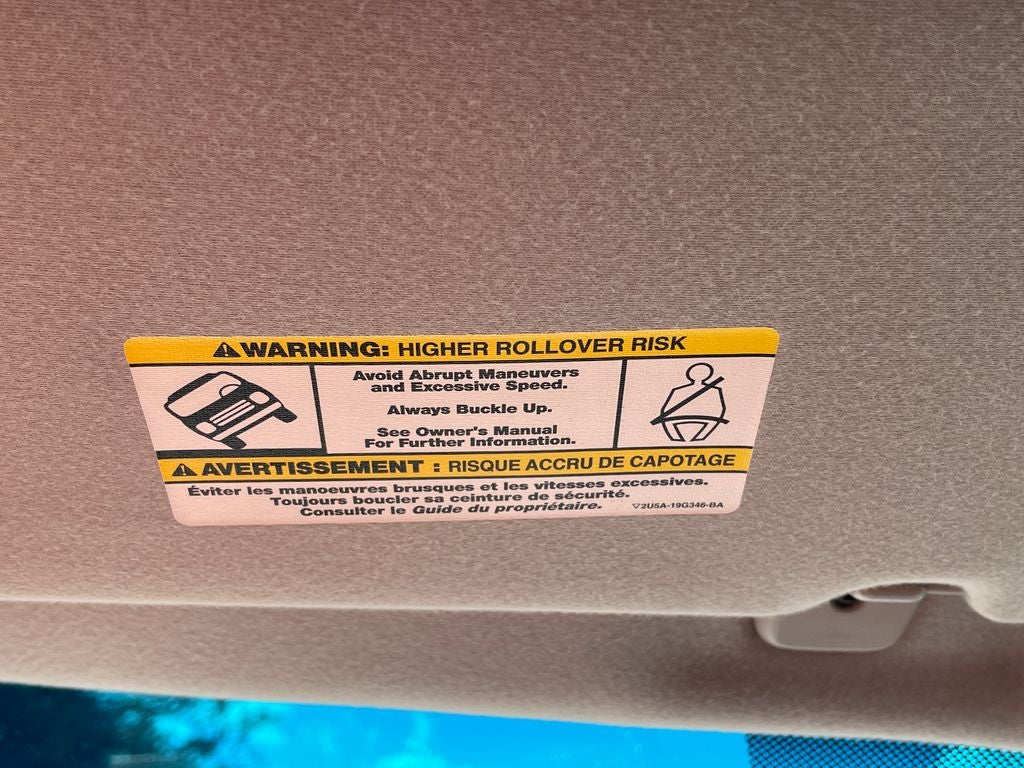 ⚠WARNING: HIGHER ROLLOVER RISK
Avoid Abrupt Maneuvers
and Excessive Speed.
Always Buckle Up.
See Owner's Manual
For Further Information.
⚠AVERTISSEMENT : RISQUE ACCRU DE CAPOTAGE
Éviter les manoeuvres brusques et les vitesses excessives.
Toujours boucler sa ceinture de sécurité.
Consulter le Guide du propriétaire.
▽2U5A-19G346-BA